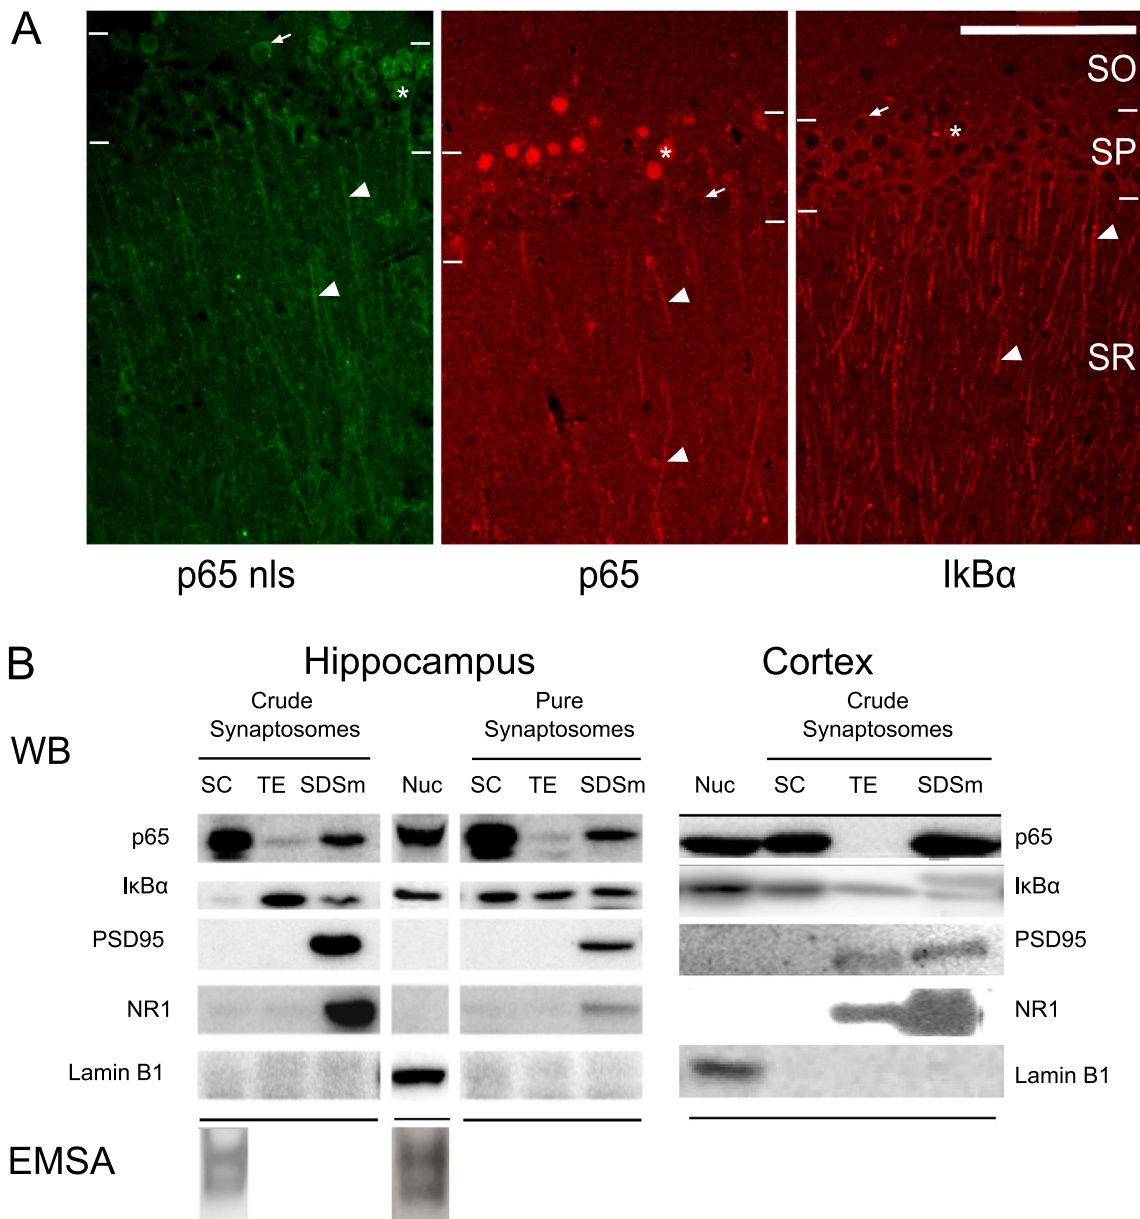 A
*
*
*
SO
SP
SR
p65 nls
p65
IkBα
B
Hippocampus
Cortex
Crude
Synaptosomes
Pure
Synaptosomes
Crude
Synaptosomes
WB
SC TE SDSm Nuc SC TE SDSm Nuc SC TE SDSm
p65 p65
IκBα IκBα
PSD95 PSD95
NR1 NR1
Lamin B1 Lamin B1
EMSA